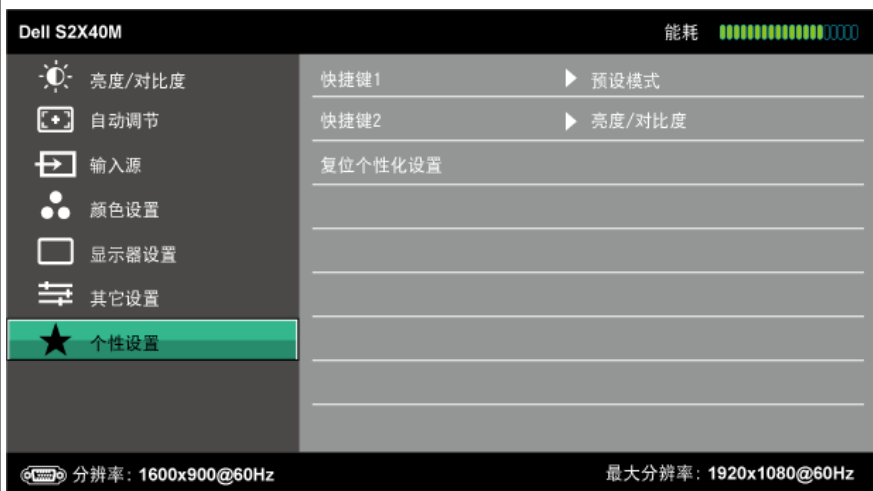 Dell S2X40M 能耗
亮度/对比度 快捷键1 预设模式
自动调节 快捷键2 亮度/对比度
输入源 复位个性化设置
颜色设置
显示器设置
其它设置
个性设置
分辨率: 1600x900@60Hz 最大分辨率: 1920x1080@60Hz